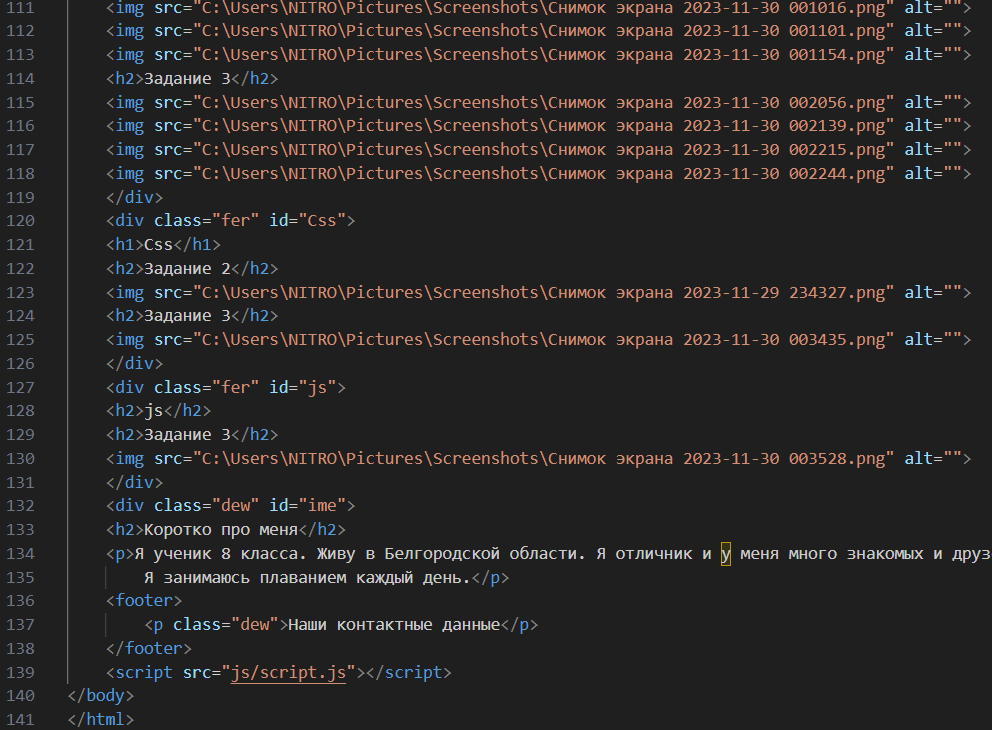 111 <img src="C:\Users\NITRO\Pictures\Screenshots\Снимок экрана 2023-11-30 001016.png" alt="">
112 <img src="C:\Users\NITRO\Pictures\Screenshots\Снимок экрана 2023-11-30 001101.png" alt="">
113 <img src="C:\Users\NITRO\Pictures\Screenshots\Снимок экрана 2023-11-30 001154.png" alt="">
114 <h2>Задание 3</h2>
115 <img src="C:\Users\NITRO\Pictures\Screenshots\Снимок экрана 2023-11-30 002056.png" alt="">
116 <img src="C:\Users\NITRO\Pictures\Screenshots\Снимок экрана 2023-11-30 002139.png" alt="">
117 <img src="C:\Users\NITRO\Pictures\Screenshots\Снимок экрана 2023-11-30 002215.png" alt="">
118 <img src="C:\Users\NITRO\Pictures\Screenshots\Снимок экрана 2023-11-30 002244.png" alt="">
119 </div>
120 <div class="fer" id="Css">
121 <h1>Css</h1>
122 <h2>Задание 2</h2>
123 <img src="C:\Users\NITRO\Pictures\Screenshots\Снимок экрана 2023-11-29 234327.png" alt="">
124 <h2>Задание 3</h2>
125 <img src="C:\Users\NITRO\Pictures\Screenshots\Снимок экрана 2023-11-30 003435.png" alt="">
126 </div>
127 <div class="fer" id="js">
128 <h2>js</h2>
129 <h2>Задание 3</h2>
130 <img src="C:\Users\NITRO\Pictures\Screenshots\Снимок экрана 2023-11-30 003528.png" alt="">
131 </div>
132 <div class="dew" id="ime">
133 <h2>Коротко про меня</h2>
134 <p>Я ученик 8 класса. Живу в Белгородской области. Я отличник и у меня много знакомых и друз
135 Я занимаюсь плаванием каждый день.</p>
136 <footer>
137 <p class="dew">Наши контактные данные</p>
138 </footer>
139 <script src="js/script.js"></script>
140 </body>
141 </html>